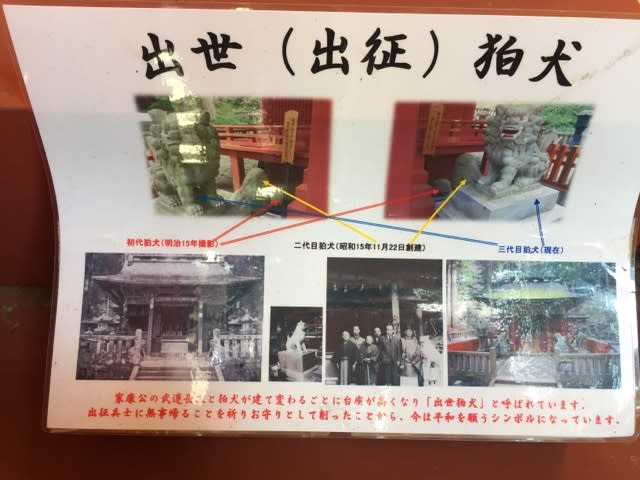 出世（出征）狛犬
初代狛犬（明治15年撮影）
二代目狛犬（昭和15年11月22日創建）
三代目狛犬（現在）
家康公の武運長久と狛犬が建て変わるごとに台座が高くなり「出世狛犬」と呼ばれています．
出征兵士に無事帰ることを祈りお守りとして削ったことから、今は平和を願うシンボルになっています．